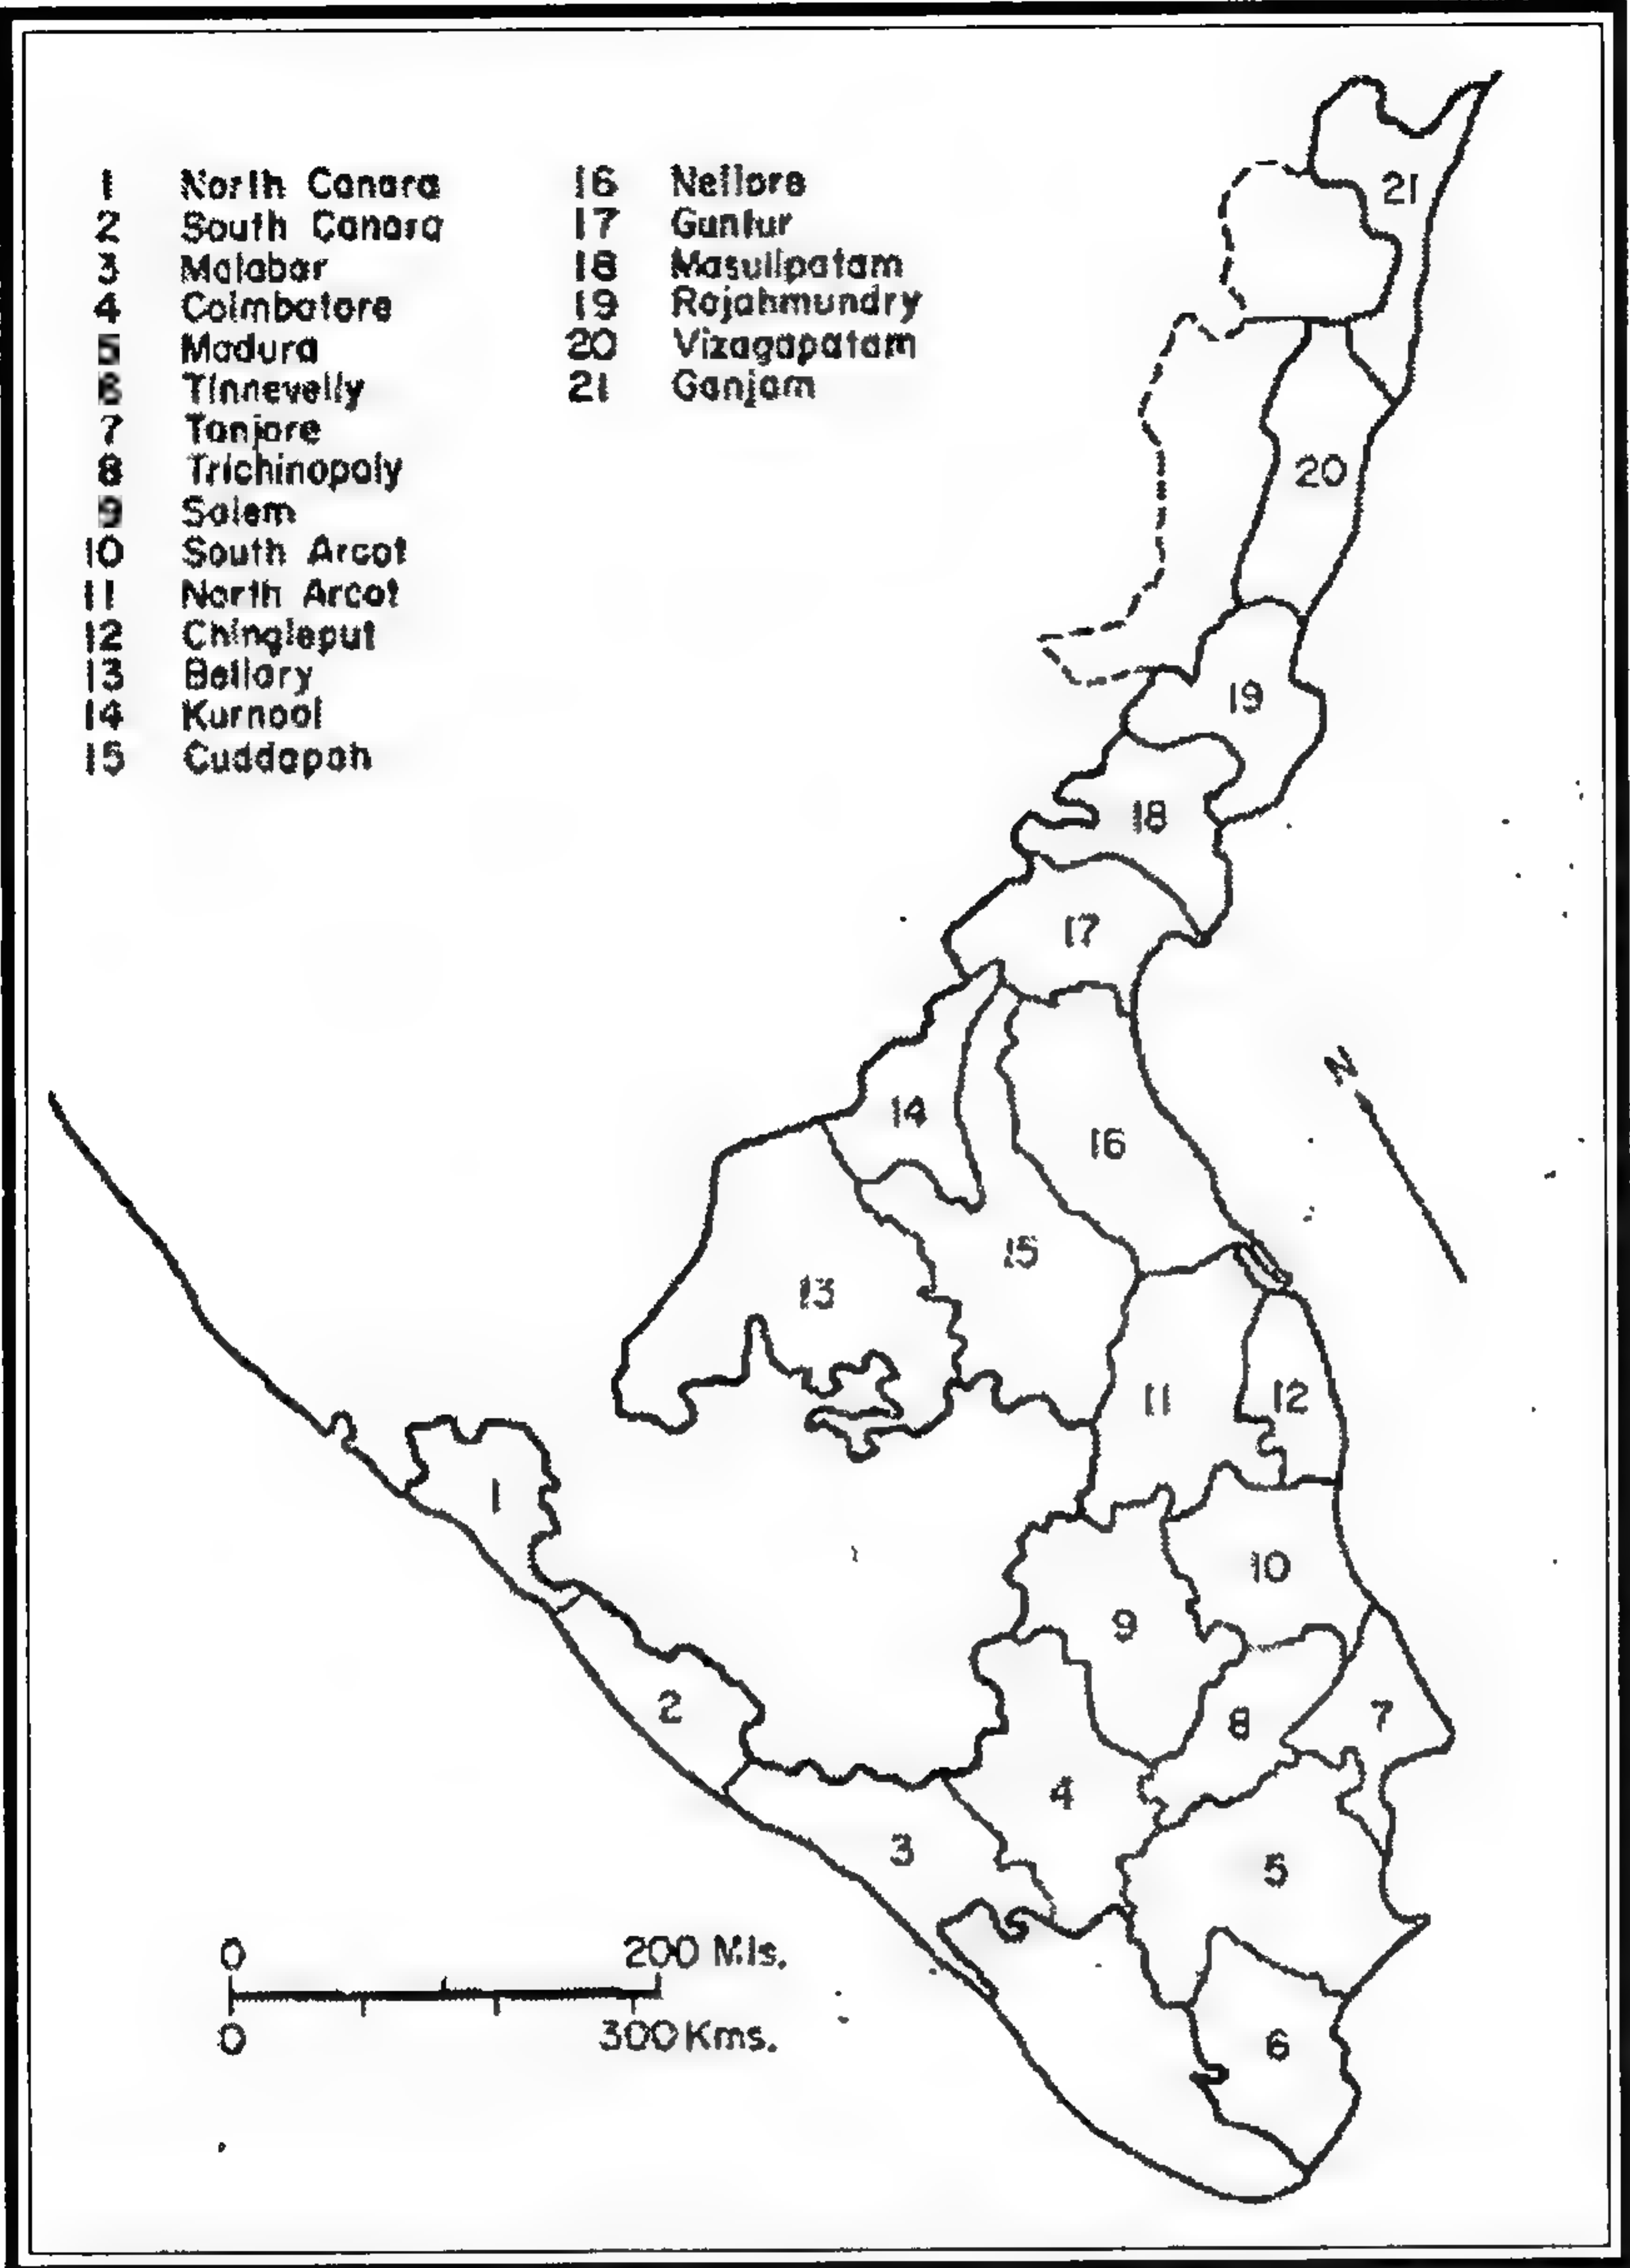 1 North Canara
2 South Canara
3 Malabar
4 Coimbatore
5 Madura
6 Tinnevelly
7 Tanjore
8 Trichinopoly
9 Salem
10 South Arcot
11 North Arcot
12 Chingleput
13 Bellary
14 Kurnool
15 Cuddapah
16 Nellore
17 Guntur
18 Masulipatam
19 Rajahmundry
20 Vizagapatam
21 Ganjam
21
20
19
18
17
N
14
16
15
13
11
12
1
10
9
2
8
7
4
3
5
0 200 Mls.
0 300 Kms.
6